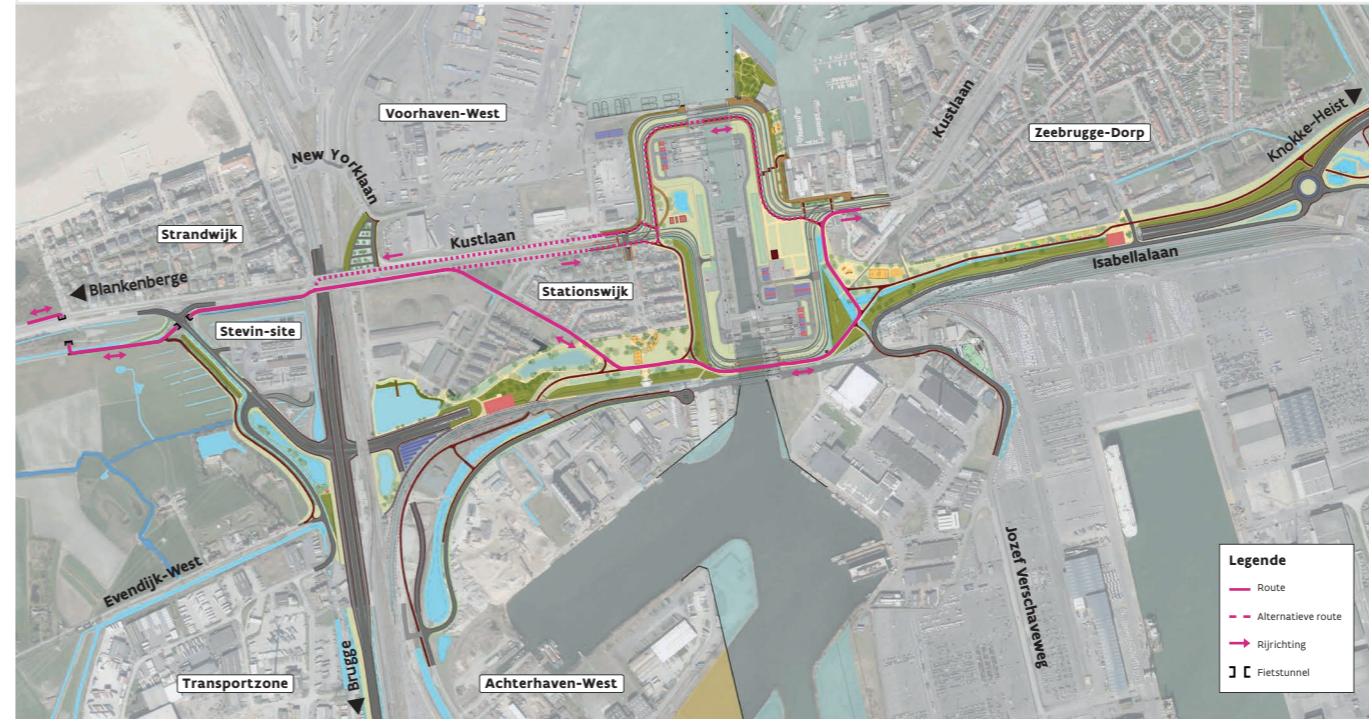 Voorhaven-West
Kustlaan
Zeebrugge-Dorp
Knokke-Heist
New Yorklaan
Strandwijk
Kustlaan
Blankenberge
Isabellalaan
Stationswijk
Stevin-site
Evendijk-West
Jozef Verschaveweg
Brugge
Transportzone
Achterhaven-West
Legende
Route
Alternatieve route
Rijrichting
Fietstunnel